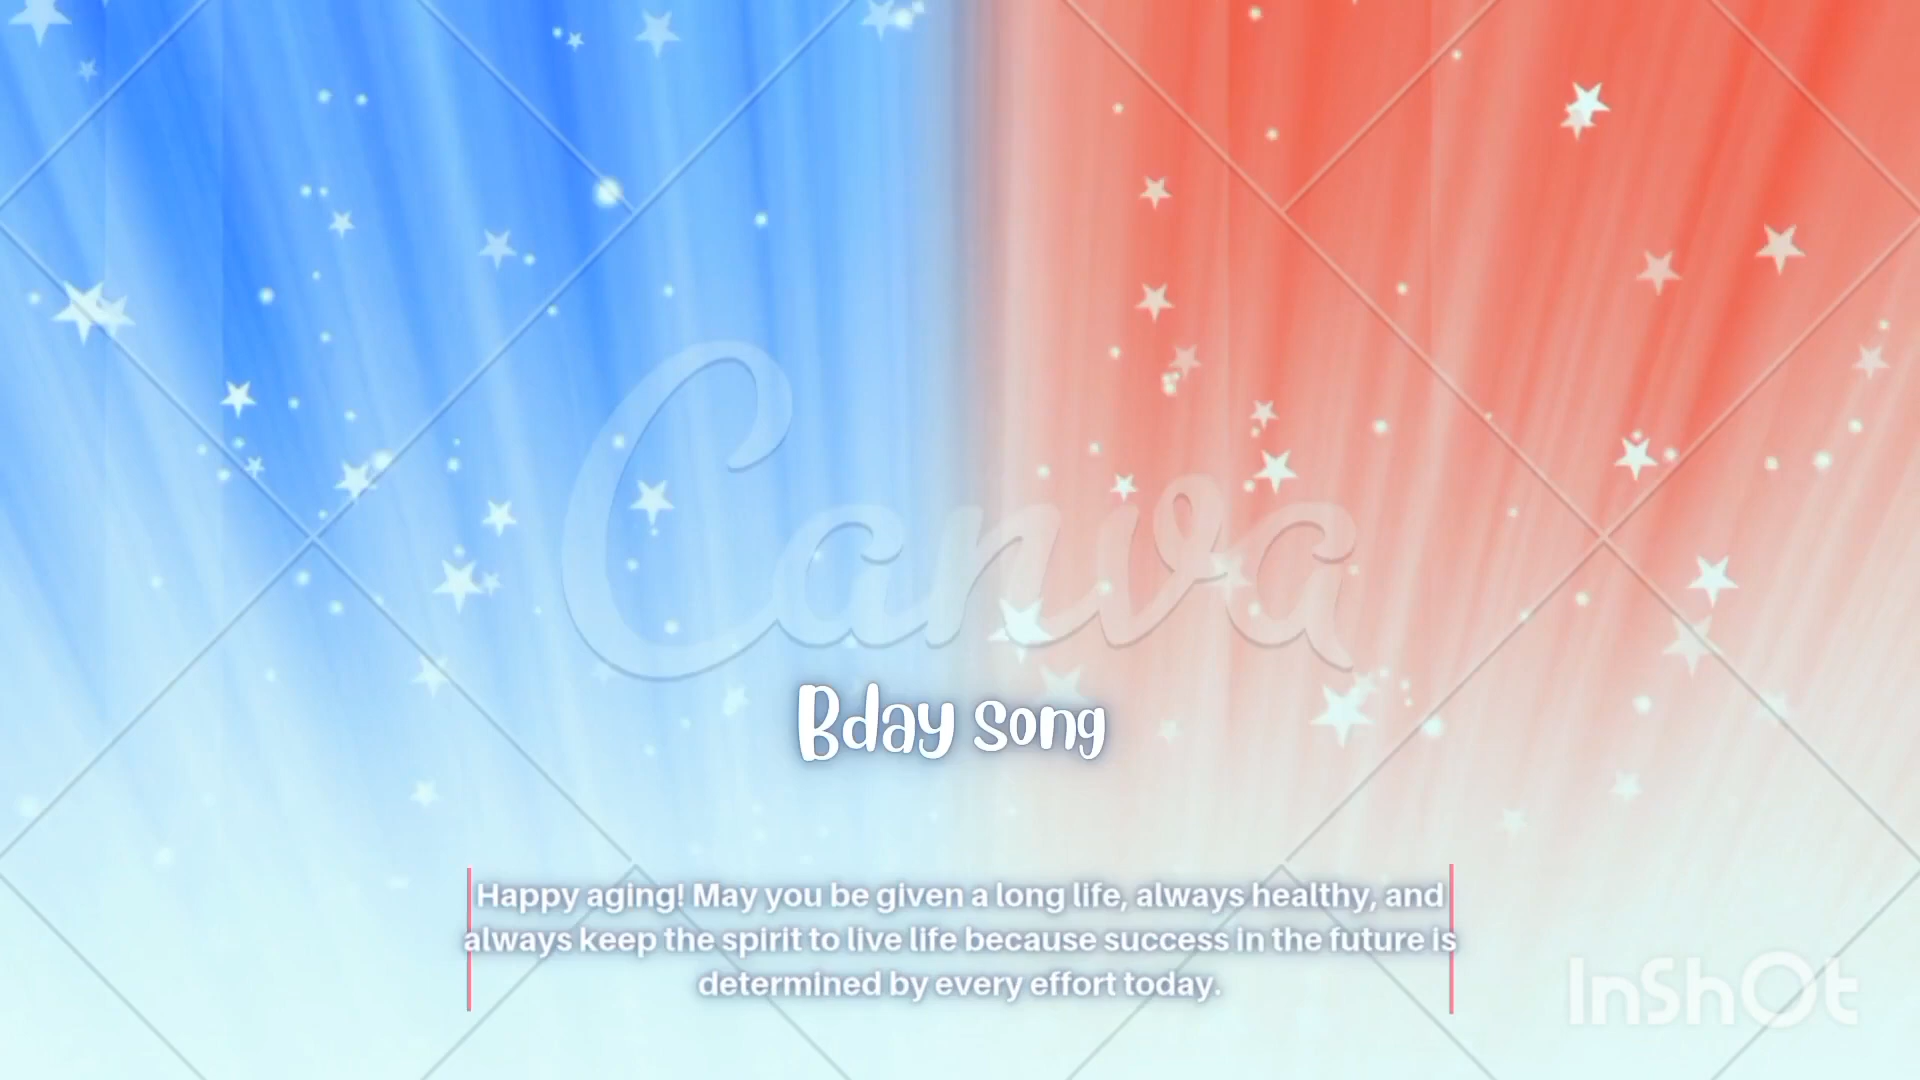 Canva
Bday song
Happy aging! May you be given a long life, always healthy, and
always keep the spirit to live life because success in the future is
determined by every effort today.
InShOt